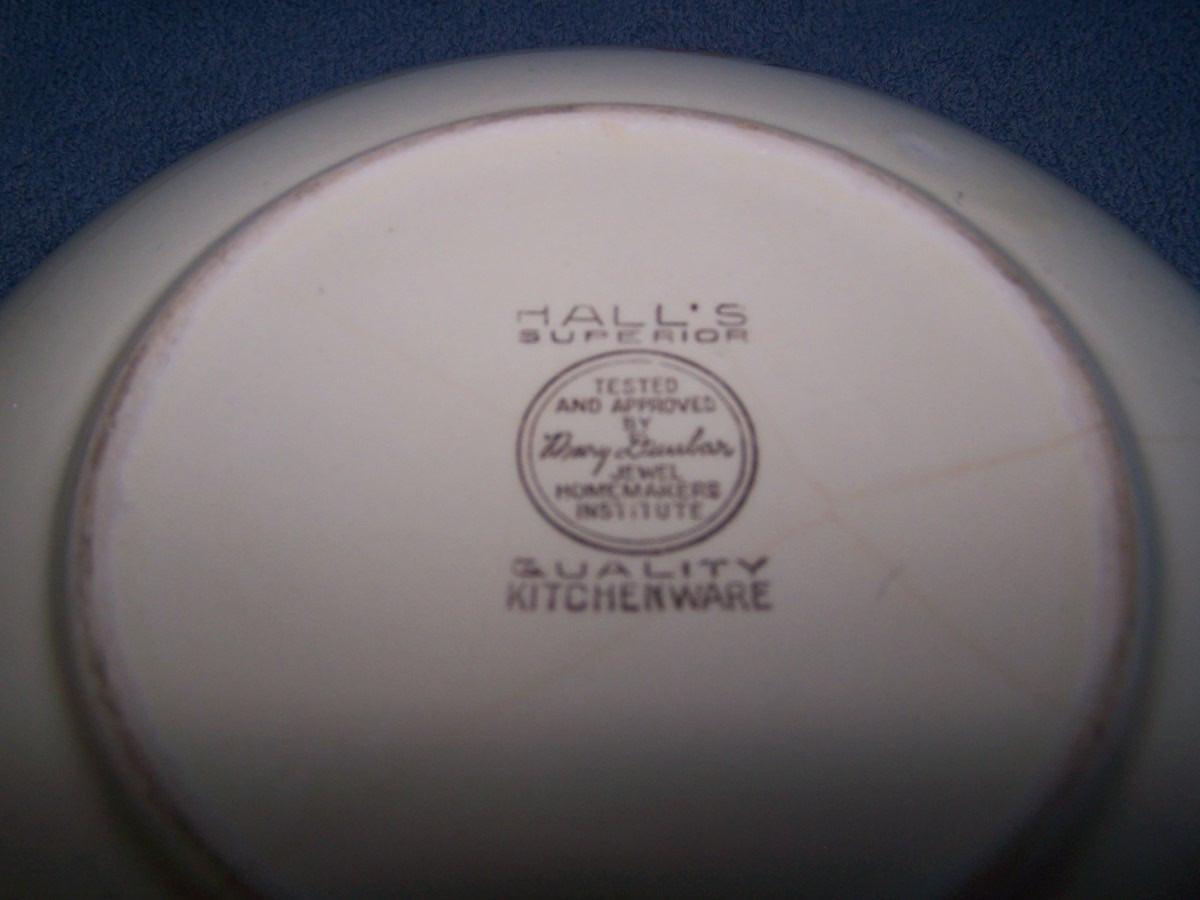 HALL'S
SUPERIOR
TESTED
AND APPROVED
BY
Mary Dunbar
JEWEL
HOMEMAKERS
INSTITUTE
QUALITY
KITCHENWARE